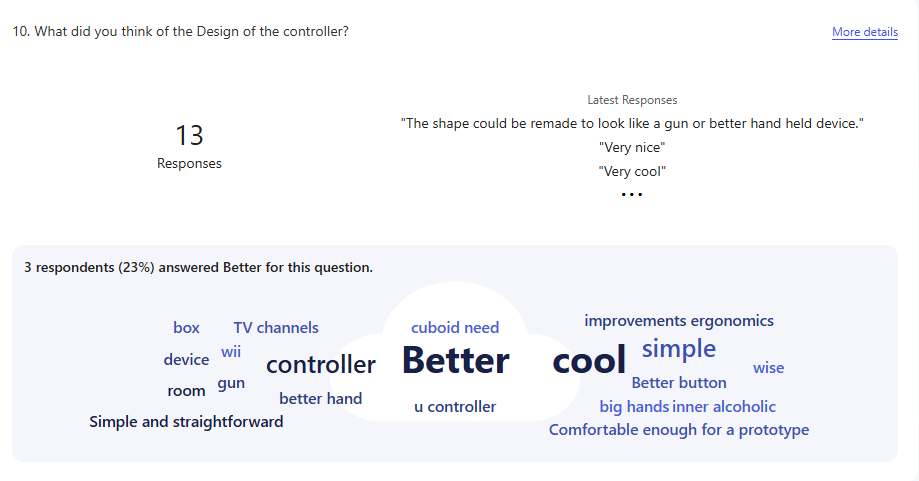 10. What did you think of the Design of the controller?
More details
13
Responses
Latest Responses
"The shape could be remade to look like a gun or better hand held device."
"Very nice"
"Very cool"
...
3 respondents (23%) answered Better for this question.
box
TV channels
cuboid need
improvements ergonomics
device
wii
controller
Better
cool
simple
wise
room
gun
better hand
u controller
Better button
big hands
inner alcoholic
Simple and straightforward
Comfortable enough for a prototype